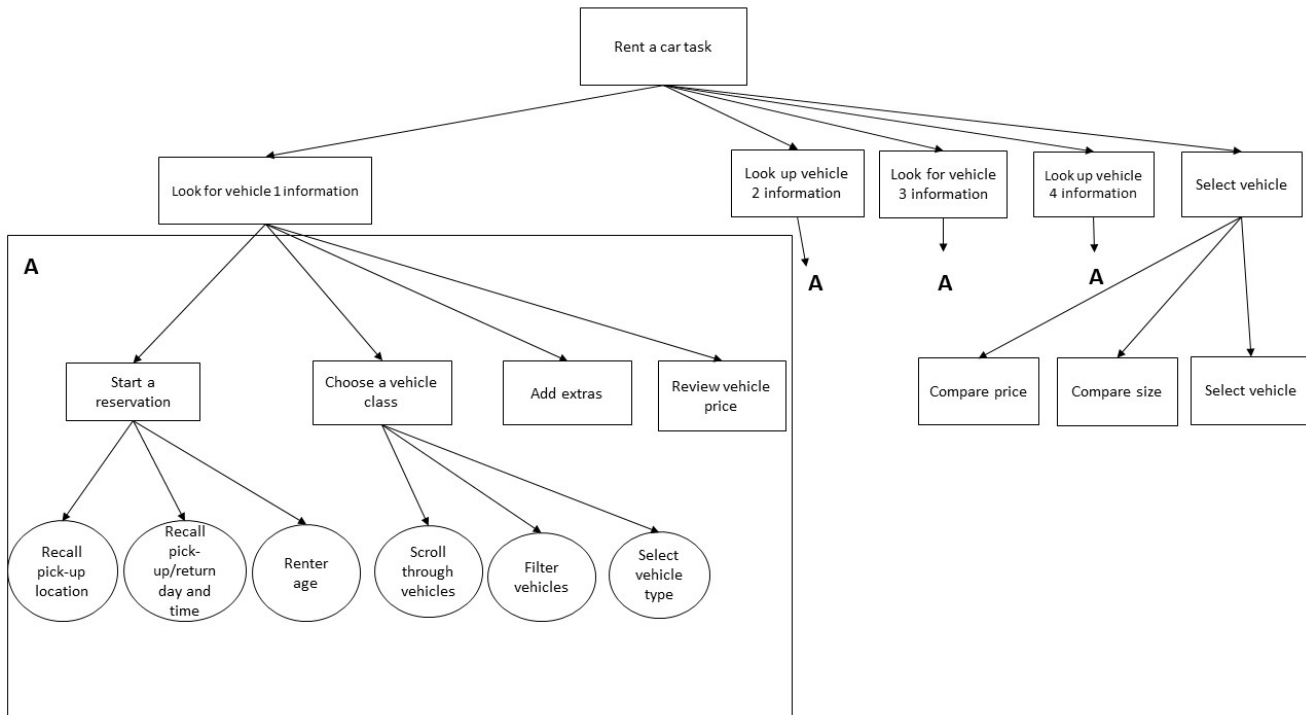 Rent a car task
Look for vehicle 1 information
Look up vehicle
2 information
Look for vehicle
3 information
Look up vehicle
4 information
Select vehicle
A
A
A
A
Start a
reservation
Choose a vehicle
class
Add extras
Review vehicle
price
Compare price
Compare size
Select vehicle
Recall
pick-up
location
Recall
pick-
up/return
day and
time
Renter
age
Scroll
through
vehicles
Filter
vehicles
Select
vehicle
type